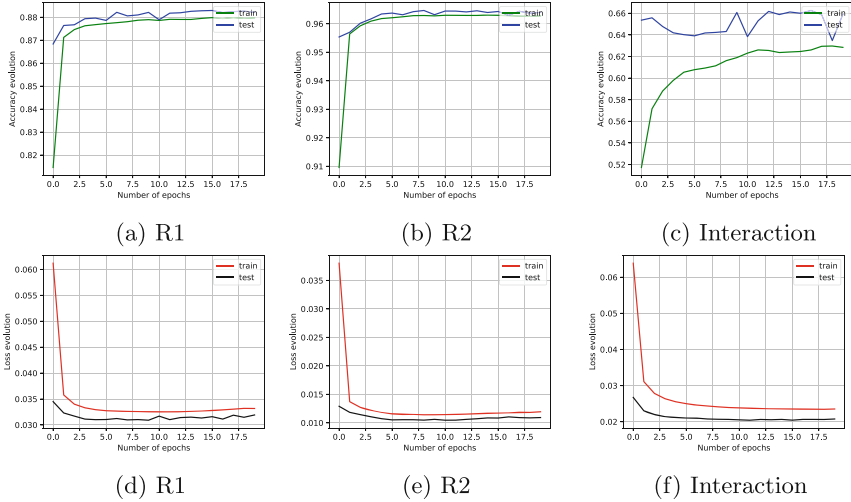 Accuracy evolution
0.88
0.87
0.86
0.85
0.84
0.83
0.82
0.0 2.5 5.0 7.5 10.0 12.5 15.0 17.5
Number of epochs
train
test
(a) R1
Accuracy evolution
0.96
0.95
0.94
0.93
0.92
0.91
0.0 2.5 5.0 7.5 10.0 12.5 15.0 17.5
Number of epochs
train
test
(b) R2
Accuracy evolution
0.66
0.64
0.62
0.60
0.58
0.56
0.54
0.52
0.0 2.5 5.0 7.5 10.0 12.5 15.0 17.5
Number of epochs
train
test
(c) Interaction
Loss evolution
0.060
0.055
0.050
0.045
0.040
0.035
0.030
0.0 2.5 5.0 7.5 10.0 12.5 15.0 17.5
Number of epochs
train
test
(d) R1
Loss evolution
0.035
0.030
0.025
0.020
0.015
0.010
0.0 2.5 5.0 7.5 10.0 12.5 15.0 17.5
Number of epochs
train
test
(e) R2
Loss evolution
0.06
0.05
0.04
0.03
0.02
0.0 2.5 5.0 7.5 10.0 12.5 15.0 17.5
Number of epochs
train
test
(f) Interaction